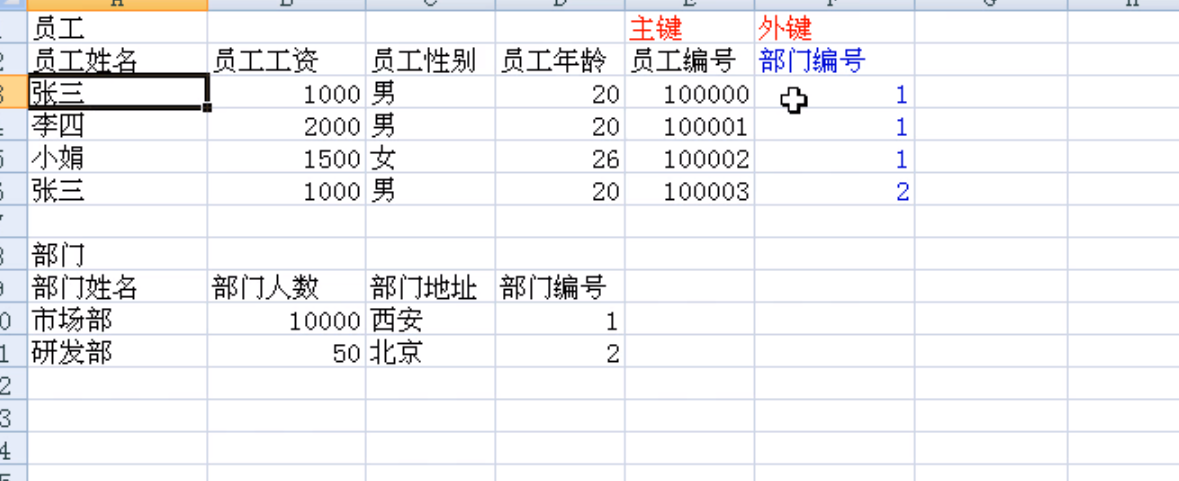 员工 主键 外键
员工姓名 员工工资 员工性别 员工年龄 员工编号 部门编号
张三 1000 男 20 100000 1
李四 2000 男 20 100001 1
小娟 1500 女 26 100002 1
张三 1000 男 20 100003 2
部门
部门姓名 部门人数 部门地址 部门编号
市场部 10000 西安 1
研发部 50 北京 2